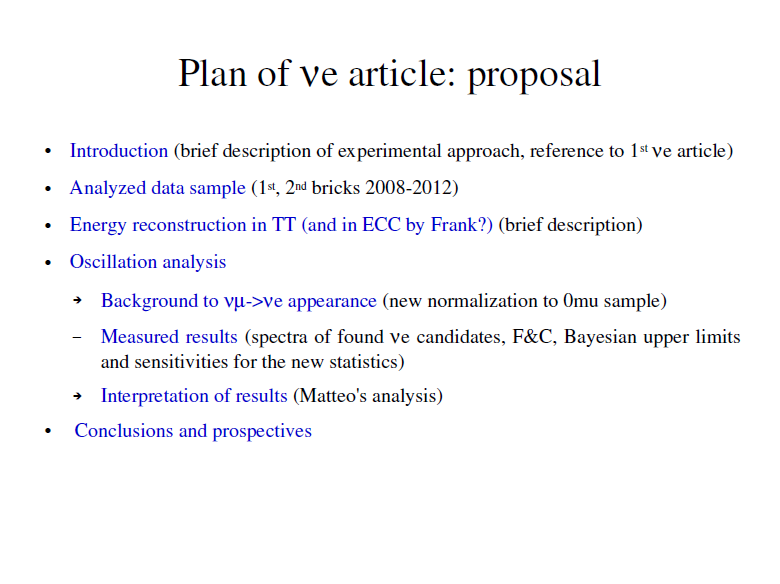 Plan of νe article: proposal
• Introduction (brief description of experimental approach, reference to 1st νe article)
• Analyzed data sample (1st, 2nd bricks 2008-2012)
• Energy reconstruction in TT (and in ECC by Frank?) (brief description)
• Oscillation analysis
➔ Background to νμ->νe appearance (new normalization to 0mu sample)
– Measured results (spectra of found νe candidates, F&C, Bayesian upper limits
and sensitivities for the new statistics)
➔ Interpretation of results (Matteo's analysis)
• Conclusions and prospectives